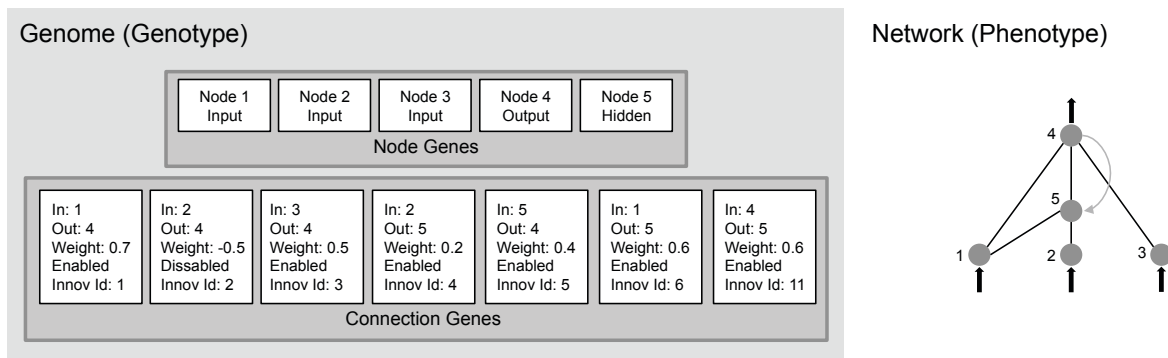 Genome (Genotype)
Network (Phenotype)
Node 1
Input
Node 2
Input
Node 3
Input
Node 4
Output
Node 5
Hidden
Node Genes
In: 1
Out: 4
Weight: 0.7
Enabled
Innov Id: 1
In: 2
Out: 4
Weight: -0.5
Dissabled
Innov Id: 2
In: 3
Out: 4
Weight: 0.5
Enabled
Innov Id: 3
In: 2
Out: 5
Weight: 0.2
Enabled
Innov Id: 4
In: 5
Out: 4
Weight: 0.4
Enabled
Innov Id: 5
In: 1
Out: 5
Weight: 0.6
Enabled
Innov Id: 6
In: 4
Out: 5
Weight: 0.6
Enabled
Innov Id: 11
Connection Genes
4
5
1
2
3